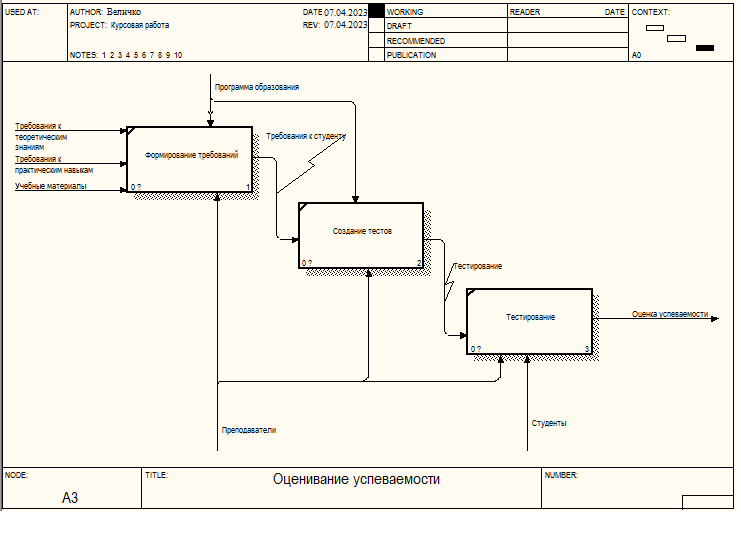 USED AT:
AUTHOR: Величко
DATE: 07.04.2023
WORKING
READER
DATE
CONTEXT:
PROJECT: Курсовая работа
REV: 07.04.2023
DRAFT
RECOMMENDED
NOTES: 1 2 3 4 5 6 7 8 9 10
PUBLICATION
A0
Программа образования
Требования к
теоретическим
знаниям
Требования к
практическим навыкам
Учебные материалы
Формирование требований
0 ?
1
Требования к студенту
Создание тестов
0 ?
2
Тестирование
Тестирование
0 ?
3
Оценка успеваемости
Преподаватели
Студенты
NODE:
TITLE:
NUMBER:
A3
Оценивание успеваемости